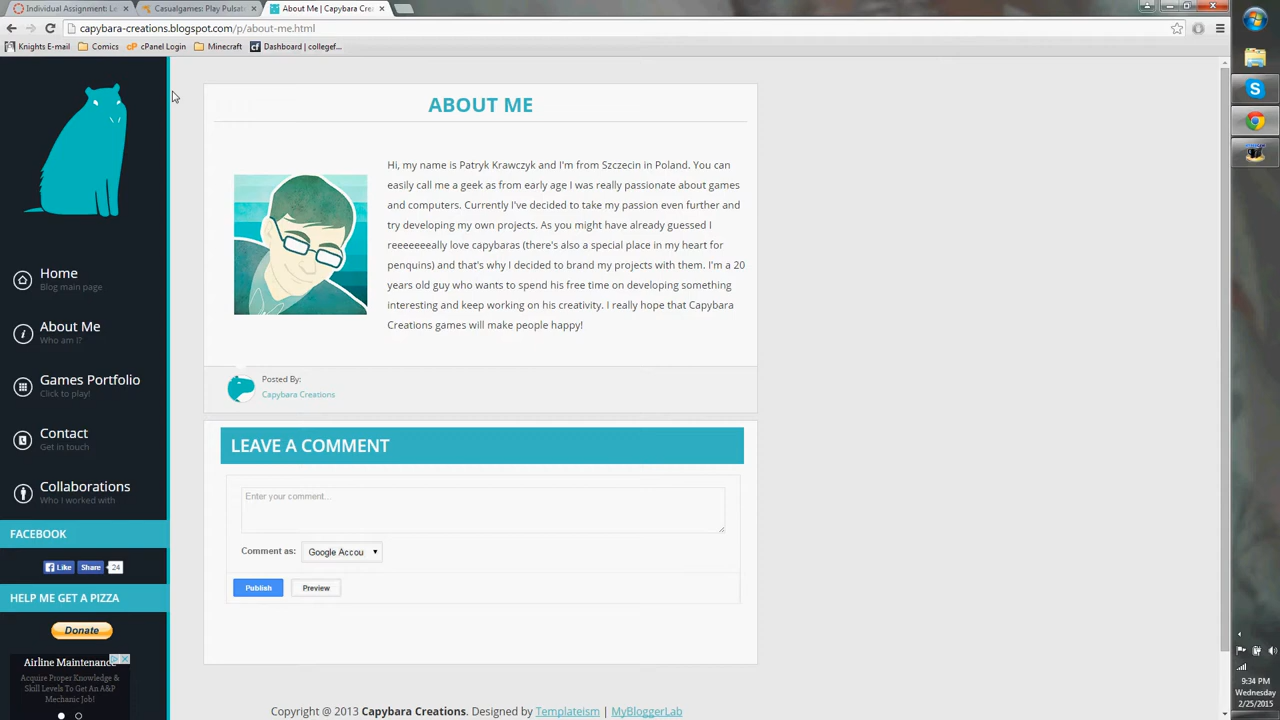 Individual Assignment: Le
Casualgames: Play Pulsat
About Me | Capybara Crea
capybara-creations.blogspot.com/p/about-me.html
Knights E-mail
Comics
cPanel Login
Minecraft
Dashboard | collegef...
Home
Blog main page
About Me
Who am i?
Games Portfolio
Click to play!
Contact
Get in touch
Collaborations
Who I worked with
FACEBOOK
Like
Share
24
HELP ME GET A PIZZA
Donate
Airline Maintenance
Acquire Proper Knowledge &
Skill Levels To Get An A&P
Mechanic Job!
ABOUT ME
Hi, my name is Patryk Krawczyk and I'm from Szczecin in Poland. You can
easily call me a geek as from early age I was really passionate about games
and computers. Currently I've decided to take my passion even further and
try developing my own projects. As you might have already guessed I
reeeeeeeally love capybaras (there's also a special place in my heart for
penquins) and that's why I decided to brand my projects with them. I'm a 20
years old guy who wants to spend his free time on developing something
interesting and keep working on his creativity. I really hope that Capybara
Creations games will make people happy!
Posted By:
Capybara Creations
LEAVE A COMMENT
Enter your comment...
Comment as:
Google Accou
Publish
Preview
Copyright @ 2013 Capybara Creations. Designed by Templateism | MyBloggerLab
9:34 PM
Wednesday
2/25/2015